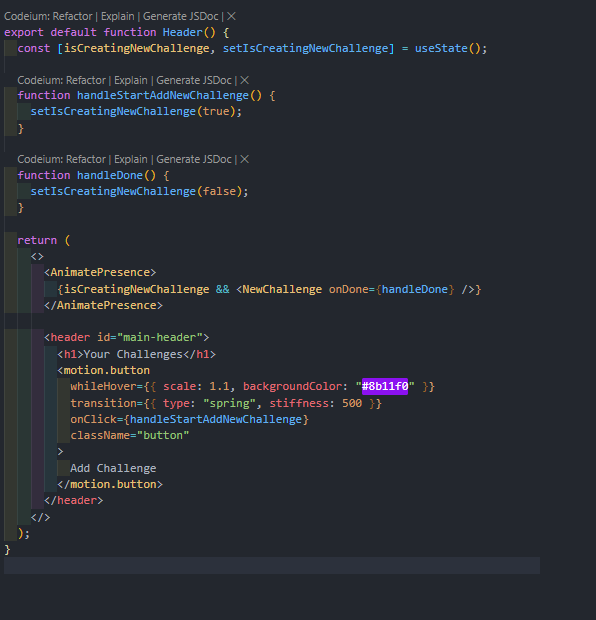 Codeium: Refactor | Explain | Generate JSDoc | ×
export default function Header() {
const [isCreatingNewChallenge, setIsCreatingNewChallenge] = useState();
Codeium: Refactor | Explain | Generate JSDoc | ×
function handleStartAddNewChallenge() {
setIsCreatingNewChallenge(true);
}
Codeium: Refactor | Explain | Generate JSDoc | ×
function handleDone() {
setIsCreatingNewChallenge(false);
}
return (
<>
<AnimatePresence>
{isCreatingNewChallenge && <NewChallenge onDone={handleDone} />}
</AnimatePresence>
<header id="main-header">
<h1>Your Challenges</h1>
<motion.button
whileHover={{ scale: 1.1, backgroundColor: "#8b11f0" }}
transition={{ type: "spring", stiffness: 500 }}
onClick={handleStartAddNewChallenge}
className="button"
>
Add Challenge
</motion.button>
</header>
</>
);
}